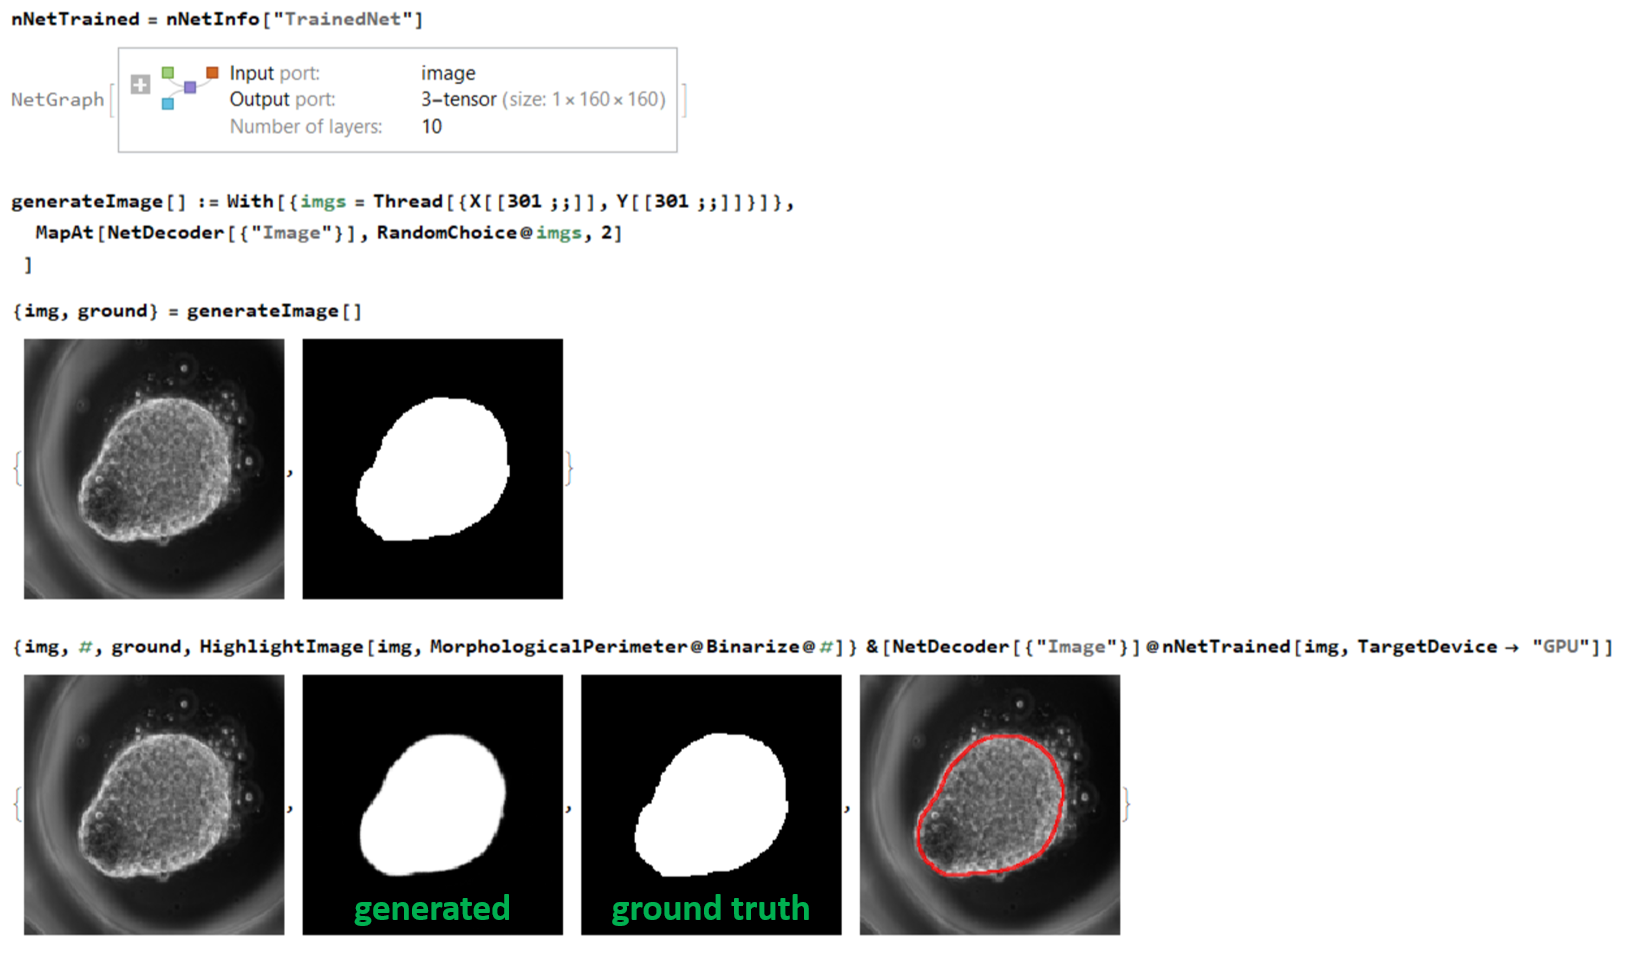 nNetTrained = nNetInfo["TrainedNet"]
NetGraph[
Input port: image
Output port: 3-tensor (size: 1×160×160)
Number of layers: 10
]
generateImage[] := With[{imgs = Thread[{X[[301 ;;]], Y[[301 ;;]]}]},
MapAt[NetDecoder[{"Image"}], RandomChoice@imgs, 2]
]
{img, ground} = generateImage[]
{ , }
{img, #, ground, HighlightImage[img, MorphologicalPerimeter@Binarize@#]} &[NetDecoder[{"Image"}]@nNetTrained[img, TargetDevice → "GPU"]]
{ , , , }
generated
ground truth